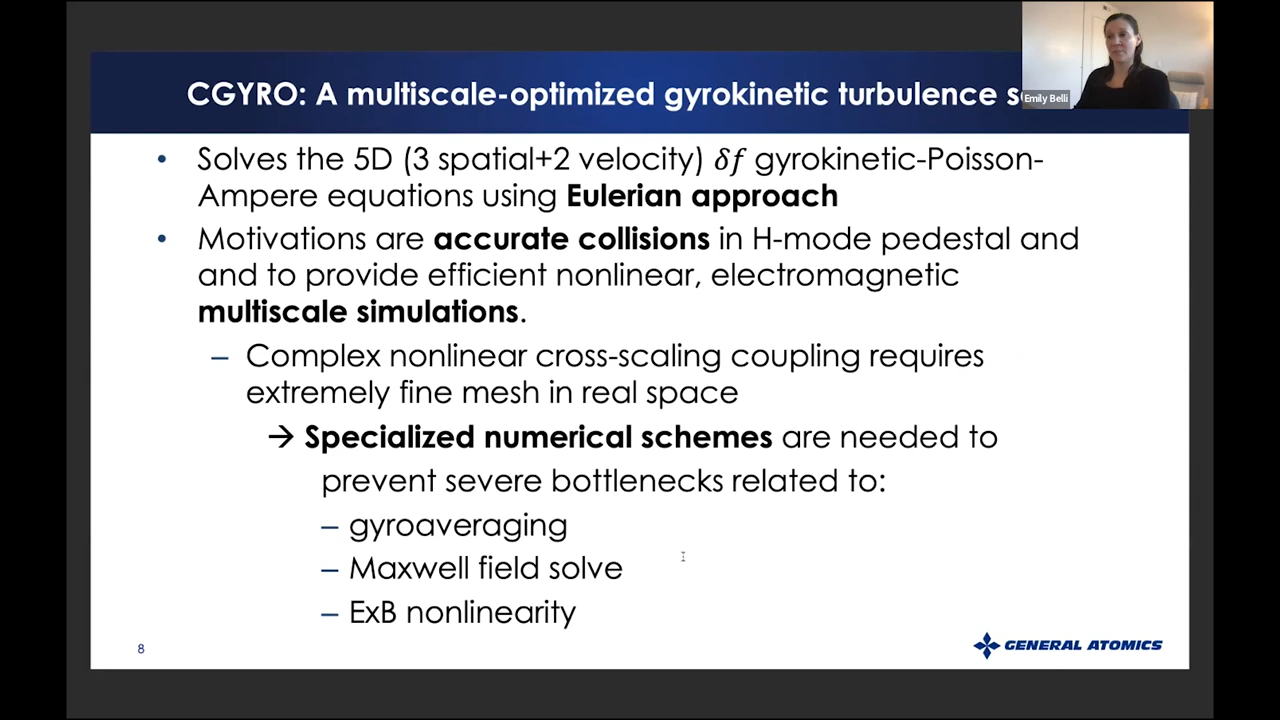 CGYRO: A multiscale-optimized gyrokinetic turbulence
Emily Belli
• Solves the 5D (3 spatial+2 velocity) 𝛿𝑓 gyrokinetic-Poisson-
Ampere equations using Eulerian approach
• Motivations are accurate collisions in H-mode pedestal and
and to provide efficient nonlinear, electromagnetic
multiscale simulations.
– Complex nonlinear cross-scaling coupling requires
extremely fine mesh in real space
→ Specialized numerical schemes are needed to
prevent severe bottlenecks related to:
– gyroaveraging
– Maxwell field solve
– ExB nonlinearity
8
GENERAL ATOMICS